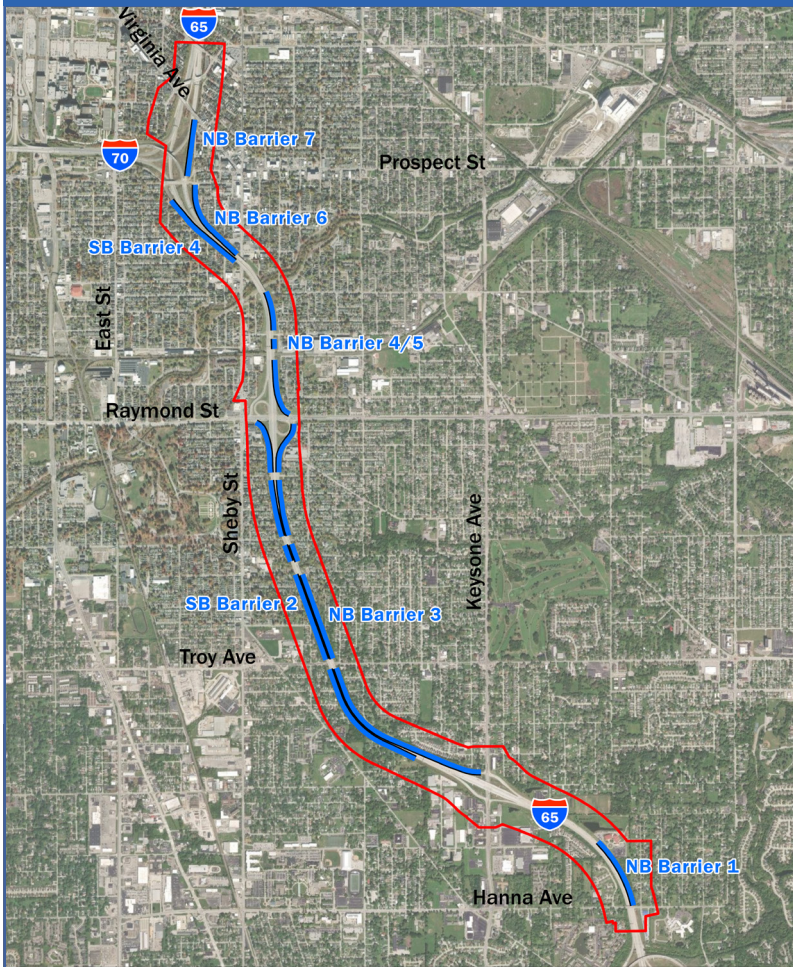 65
Virginia Ave
NB Barrier 7
70
Prospect St
NB Barrier 6
SB Barrier 4
East St
NB Barrier 4/5
Raymond St
Sheby St
Keysone Ave
SB Barrier 2
NB Barrier 3
Troy Ave
65
NB Barrier 1
Hanna Ave